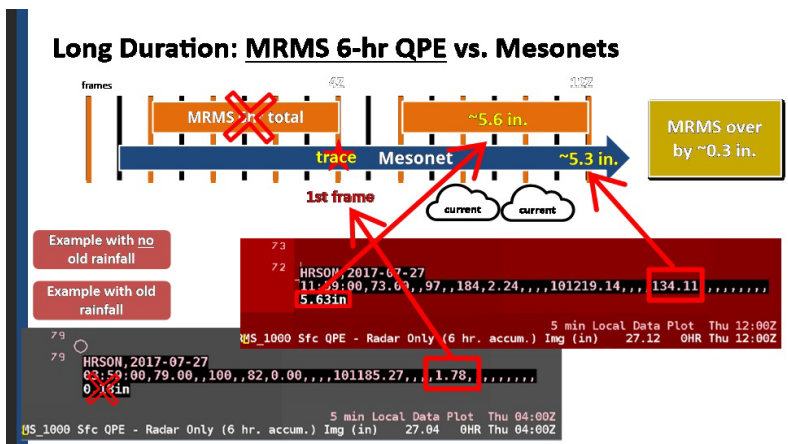 Long Duration: MRMS 6-hr QPE vs. Mesonets
frames
4Z
12Z
MRMS total
~5.6 in.
MRMS over
by ~0.3 in.
trace
Mesonet
~5.3 in.
1st frame
current
current
Example with no
old rainfall
Example with old
rainfall
73
72
HRSON,2017-07-27
11:59:00,73.00,,97,,184,2.24,,,,101219.14,,,,134.11,,,,,,,,,
5.63in
5 min Local Data Plot Thu 12:00Z
MS_1000 Sfc QPE - Radar Only (6 hr. accum.) Img (in) 27.12 0HR Thu 12:00Z
79
79
HRSON,2017-07-27
03:59:00,79.00,,100,,82,0.00,,,,101185.27,,,,1.78,,,,,,,,,
5 min Local Data Plot Thu 04:00Z
MS_1000 Sfc QPE - Radar Only (6 hr. accum.) Img (in) 27.04 0HR Thu 04:00Z